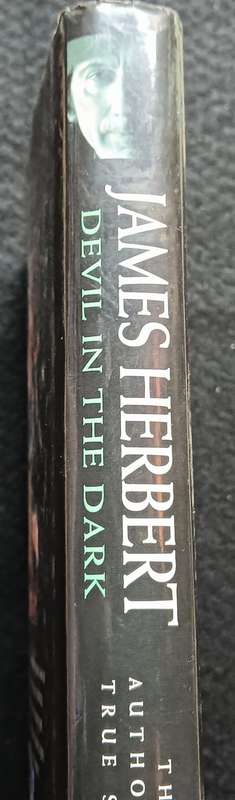 JAMES HERBERT
DEVIL IN THE DARK
TH
AUTHO
TRUE S